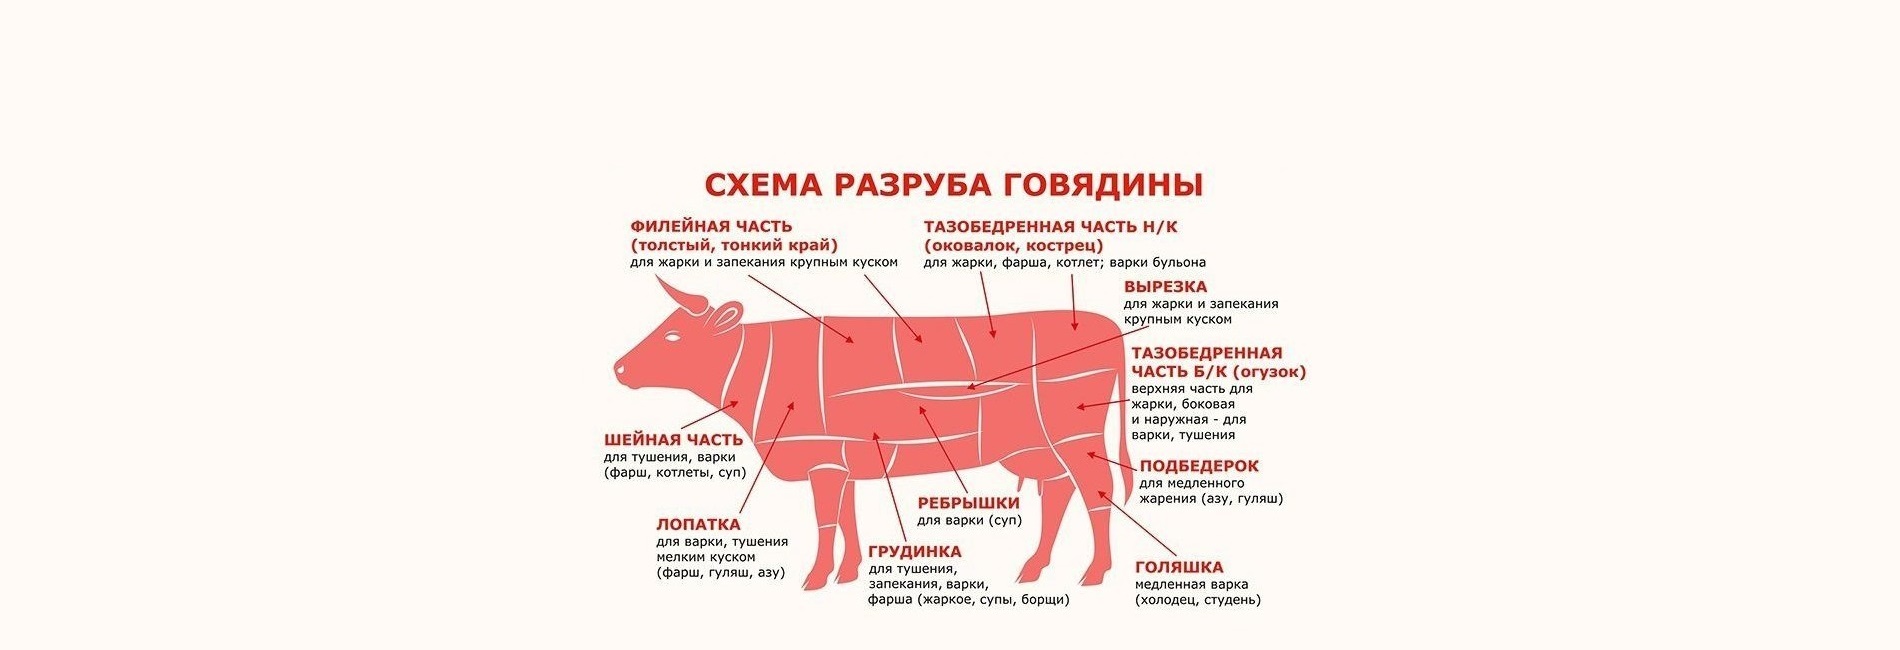 СХЕМА РАЗРУБА ГОВЯДИНЫ
ФИЛЕЙНАЯ ЧАСТЬ
(толстый, тонкий край)
для жарки и запекания крупным куском
ТАЗОБЕДРЕННАЯ ЧАСТЬ Н/К
(оковалок, кострец)
для жарки, фарша, котлет; варки бульона
ВЫРЕЗКА
для жарки и запекания
крупным куском
ТАЗОБЕДРЕННАЯ
ЧАСТЬ Б/К (огузок)
верхняя часть для
жарки, боковая
и наружная - для
варки, тушения
ШЕЙНАЯ ЧАСТЬ
для тушения, варки
(фарш, котлеты, суп)
ПОДБЕДЕРОК
для медленного
жарения (азу, гуляш)
РЕБРЫШКИ
для варки (суп)
ЛОПАТКА
для варки, тушения
мелким куском
(фарш, гуляш, азу)
ГРУДИНКА
для тушения,
запекания, варки,
фарша (жаркое, супы, борщи)
ГОЛЯШКА
медленная варка
(холодец, студень)